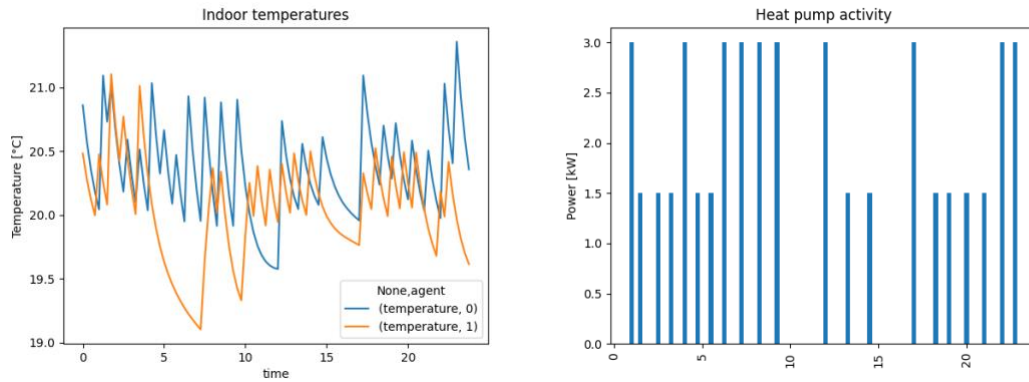 Indoor temperatures
Temperature [°C]
21.0
20.5
20.0
19.5
19.0
0
5
10
15
20
time
None,agent
(temperature, 0)
(temperature, 1)
Heat pump activity
Power [kW]
3.0
2.5
2.0
1.5
1.0
0.5
0.0
0
5
10
15
20